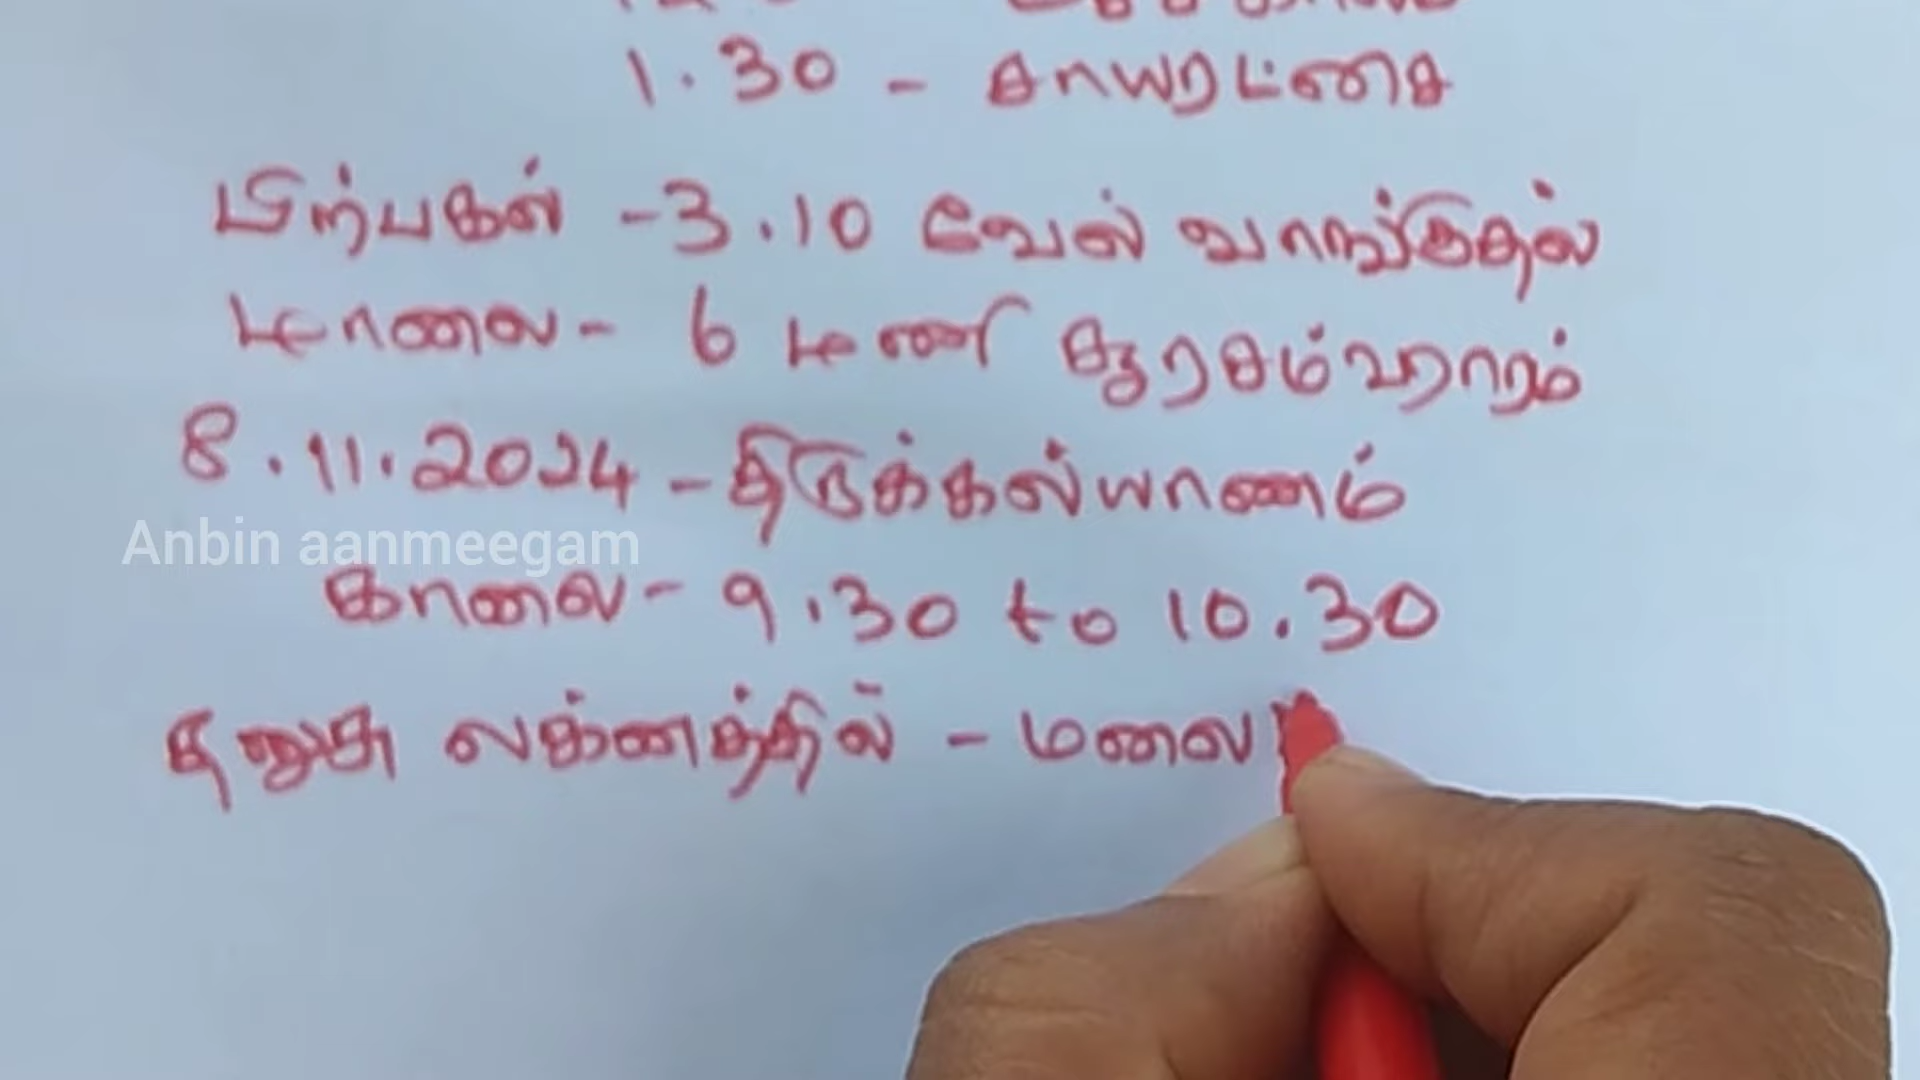 1.30 - சாயரட்சை
பிற்பகல் - 3.10 வேல் வாங்குதல்
மாலை - 6 மணி சூரசம்ஹாரம்
8.11.2024 - திருக்கல்யாணம்
Anbin aanmeegam
காலை - 9.30 to 10.30
தனுசு லக்னத்தில் - மலை